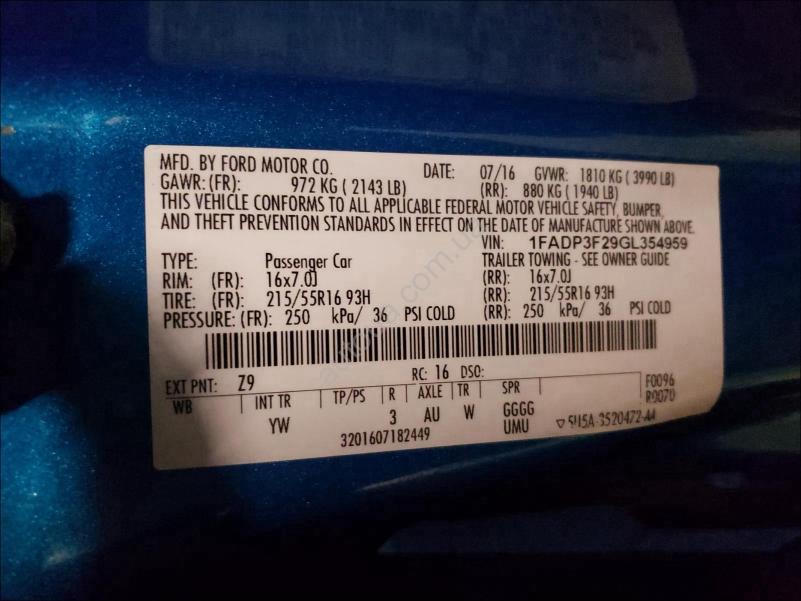 MFD. BY FORD MOTOR CO. DATE: 07/16 GVWR: 1810 KG ( 3990 LB)
GAWR: (FR): 972 KG ( 2143 LB) (RR): 880 KG ( 1940 LB)
THIS VEHICLE CONFORMS TO ALL APPLICABLE FEDERAL MOTOR VEHICLE SAFETY, BUMPER,
AND THEFT PREVENTION STANDARDS IN EFFECT ON THE DATE OF MANUFACTURE SHOWN ABOVE.
VIN: 1FADP3F29GL354959
TYPE: Passenger Car TRAILER TOWING - SEE OWNER GUIDE
RIM: (FR): 16x7.0J (RR): 16x7.0J
TIRE: (FR): 215/55R16 93H (RR): 215/55R16 93H
PRESSURE: (FR): 250 kPa/ 36 PSI COLD (RR): 250 kPa/ 36 PSI COLD
EXT PNT: Z9 RC: 16 DSO: F0096
WB INT TR TP/PS R AXLE TR SPR R0070
YW 3 AU W GGGG
3201607182449 UMU ▽ 5U5A-3520472-AA